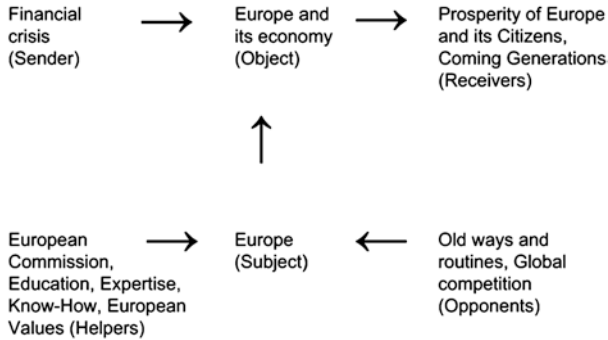 Financial
crisis
(Sender)
Europe and
its economy
(Object)
Prosperity of Europe
and its Citizens,
Coming Generations
(Receivers)
European
Commission,
Education, Expertise,
Know-How, European
Values (Helpers)
Europe
(Subject)
Old ways and
routines, Global
competition
(Opponents)